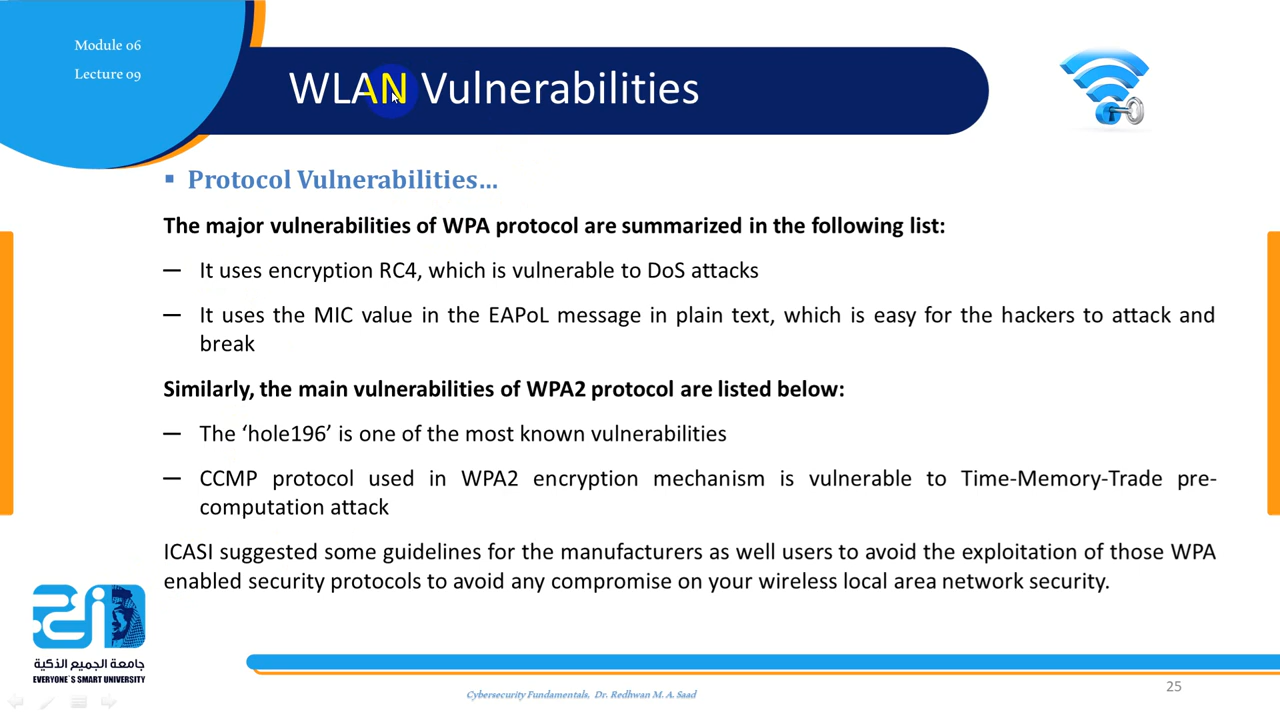 Module 06
Lecture 09
WLAN Vulnerabilities
▪ Protocol Vulnerabilities...
The major vulnerabilities of WPA protocol are summarized in the following list:
— It uses encryption RC4, which is vulnerable to DoS attacks
— It uses the MIC value in the EAPoL message in plain text, which is easy for the hackers to attack and
break
Similarly, the main vulnerabilities of WPA2 protocol are listed below:
— The ‘hole196’ is one of the most known vulnerabilities
— CCMP protocol used in WPA2 encryption mechanism is vulnerable to Time-Memory-Trade pre-
computation attack
ICASI suggested some guidelines for the manufacturers as well users to avoid the exploitation of those WPA
enabled security protocols to avoid any compromise on your wireless local area network security.
جامعة الجميع الذكية
EVERYONE`S SMART UNIVERSITY
Cybersecurity Fundamentals, Dr. Redhwan M. A. Saad
25